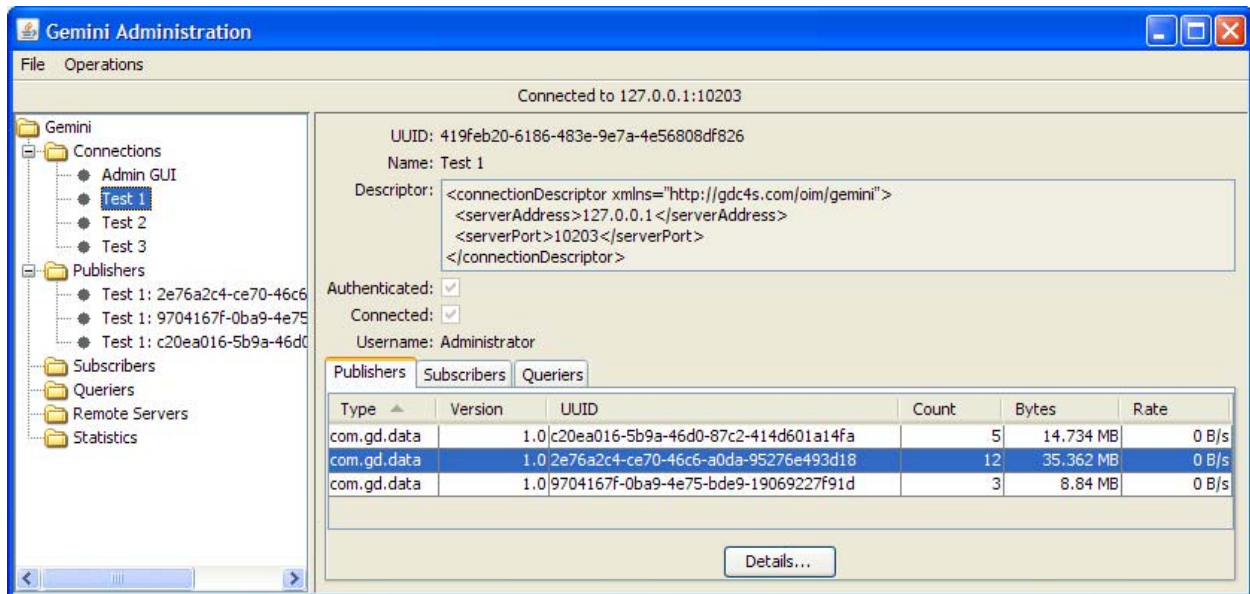 Gemini Administration
File Operations
Connected to 127.0.0.1:10203
Gemini
Connections
Admin GUI
Test 1
Test 2
Test 3
Publishers
Test 1: 2e76a2c4-ce70-46c6
Test 1: 9704167f-0ba9-4e75
Test 1: c20ea016-5b9a-46d0
Subscribers
Queriers
Remote Servers
Statistics
UUID: 419feb20-6186-483e-9e7a-4e56808df826
Name: Test 1
Descriptor: <connectionDescriptor xmlns="http://gdc4s.com/oim/gemini">
<serverAddress>127.0.0.1</serverAddress>
<serverPort>10203</serverPort>
</connectionDescriptor>
Authenticated:
Connected:
Username: Administrator
Publishers Subscribers Queriers
Type Version UUID Count Bytes Rate
com.gd.data 1.0 c20ea016-5b9a-46d0-87c2-414d601a14fa 5 14.734 MB 0 B/s
com.gd.data 1.0 2e76a2c4-ce70-46c6-a0da-95276e493d18 12 35.362 MB 0 B/s
com.gd.data 1.0 9704167f-0ba9-4e75-bde9-19069227f91d 3 8.84 MB 0 B/s
Details...